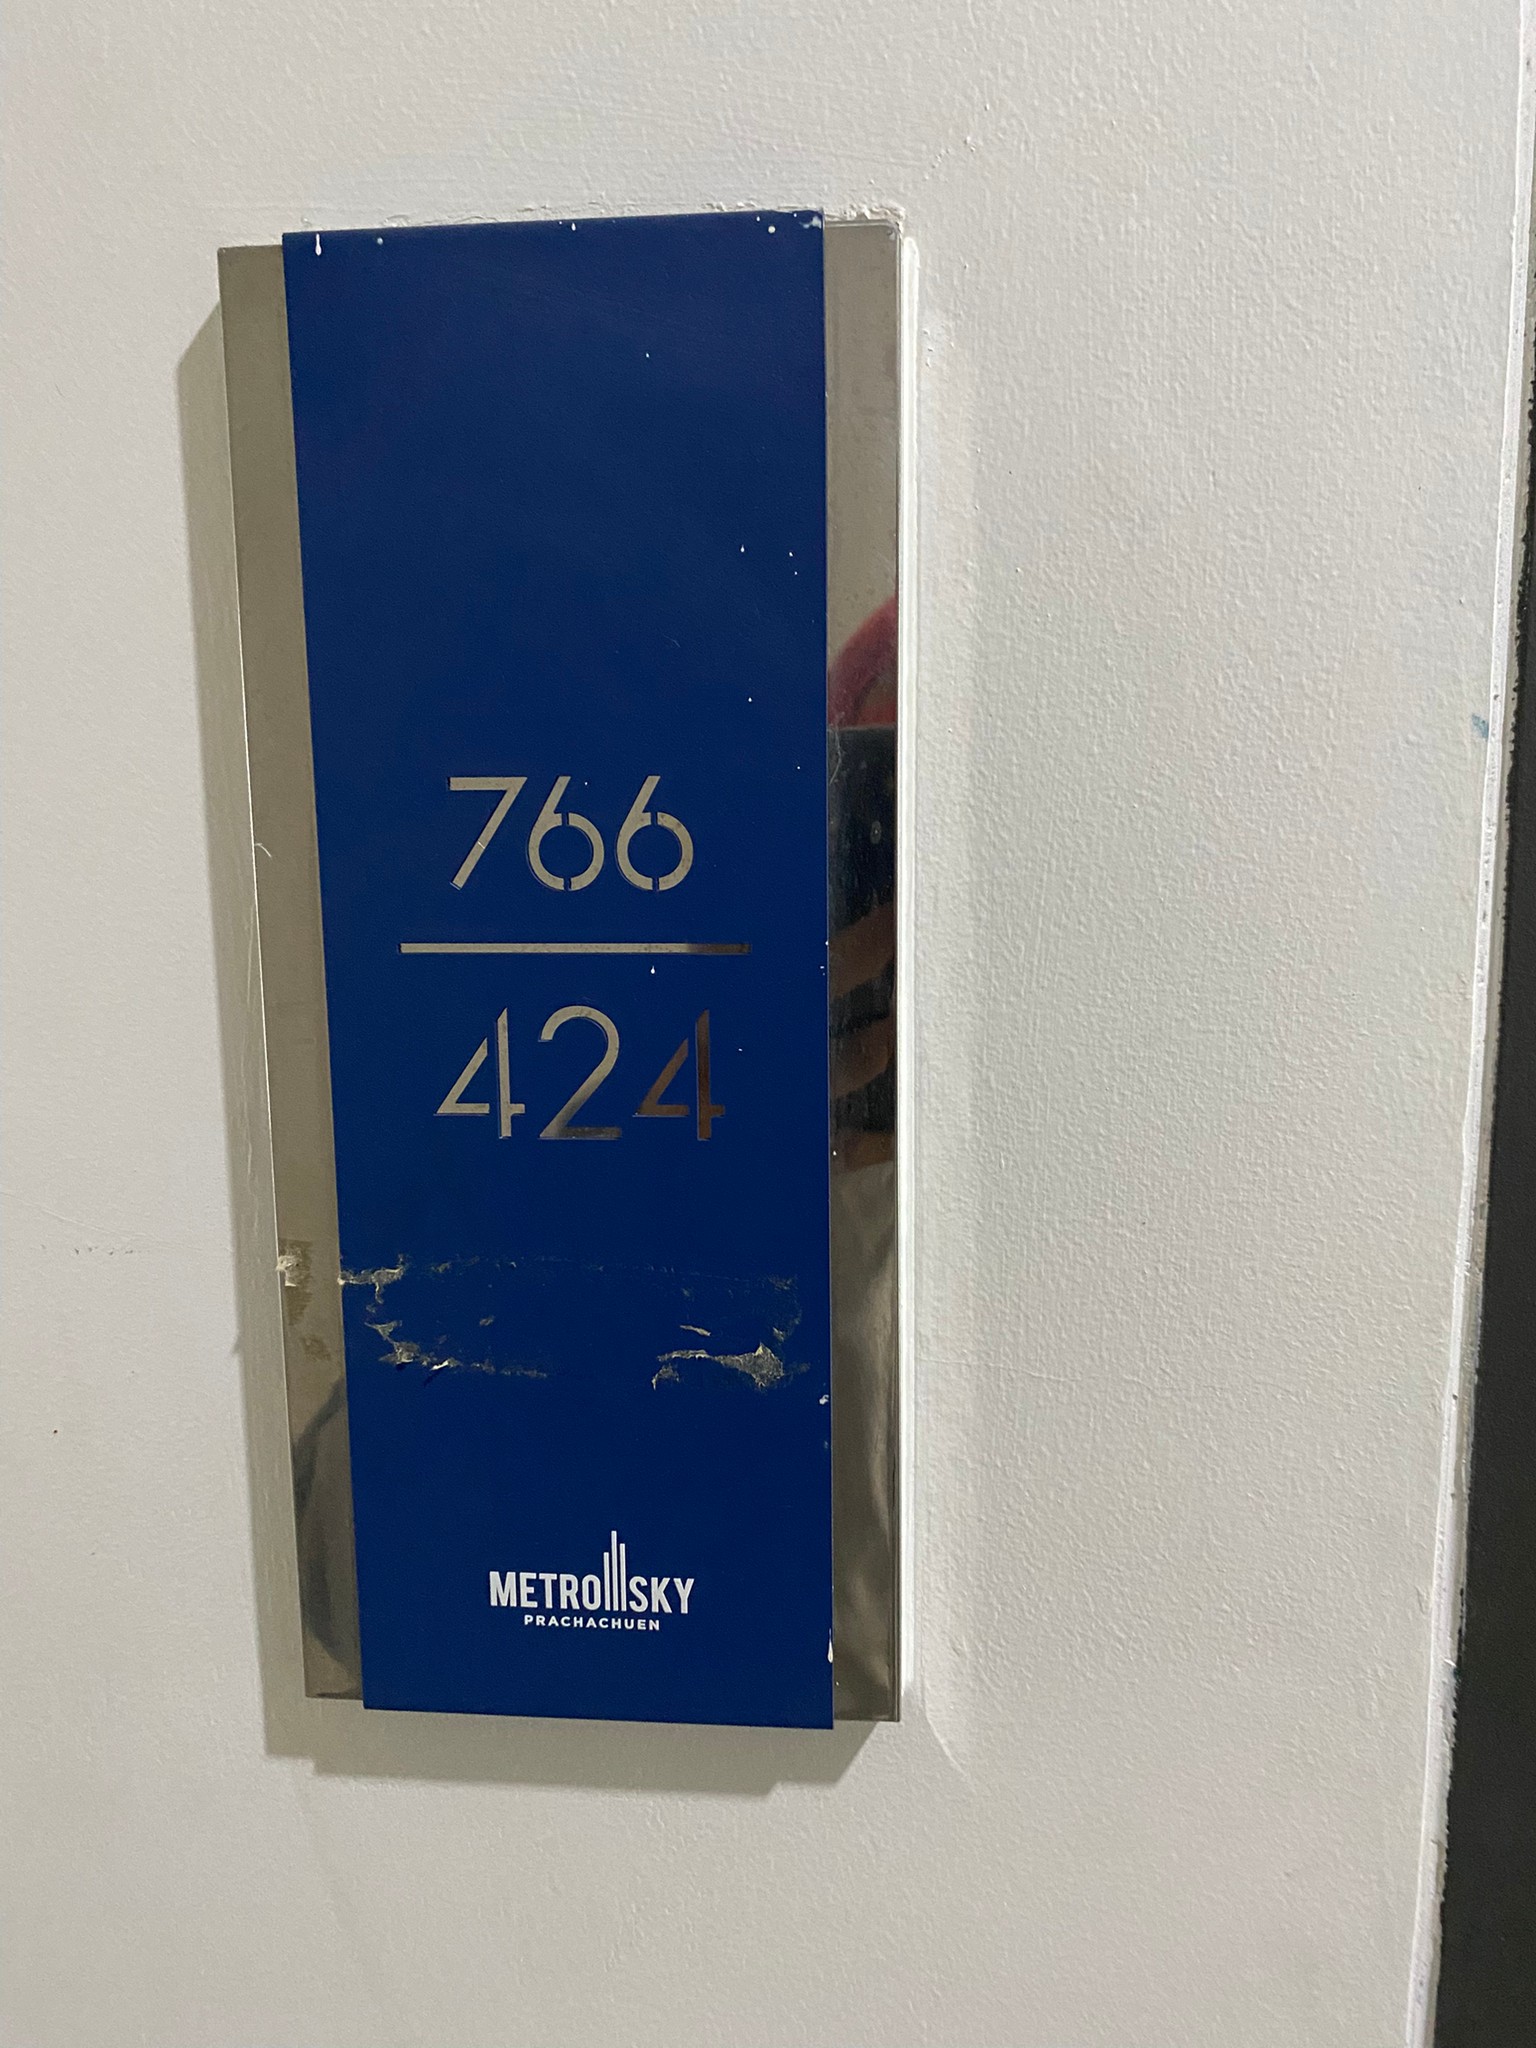 766
424
METRO SKY
PRACHACHUEN